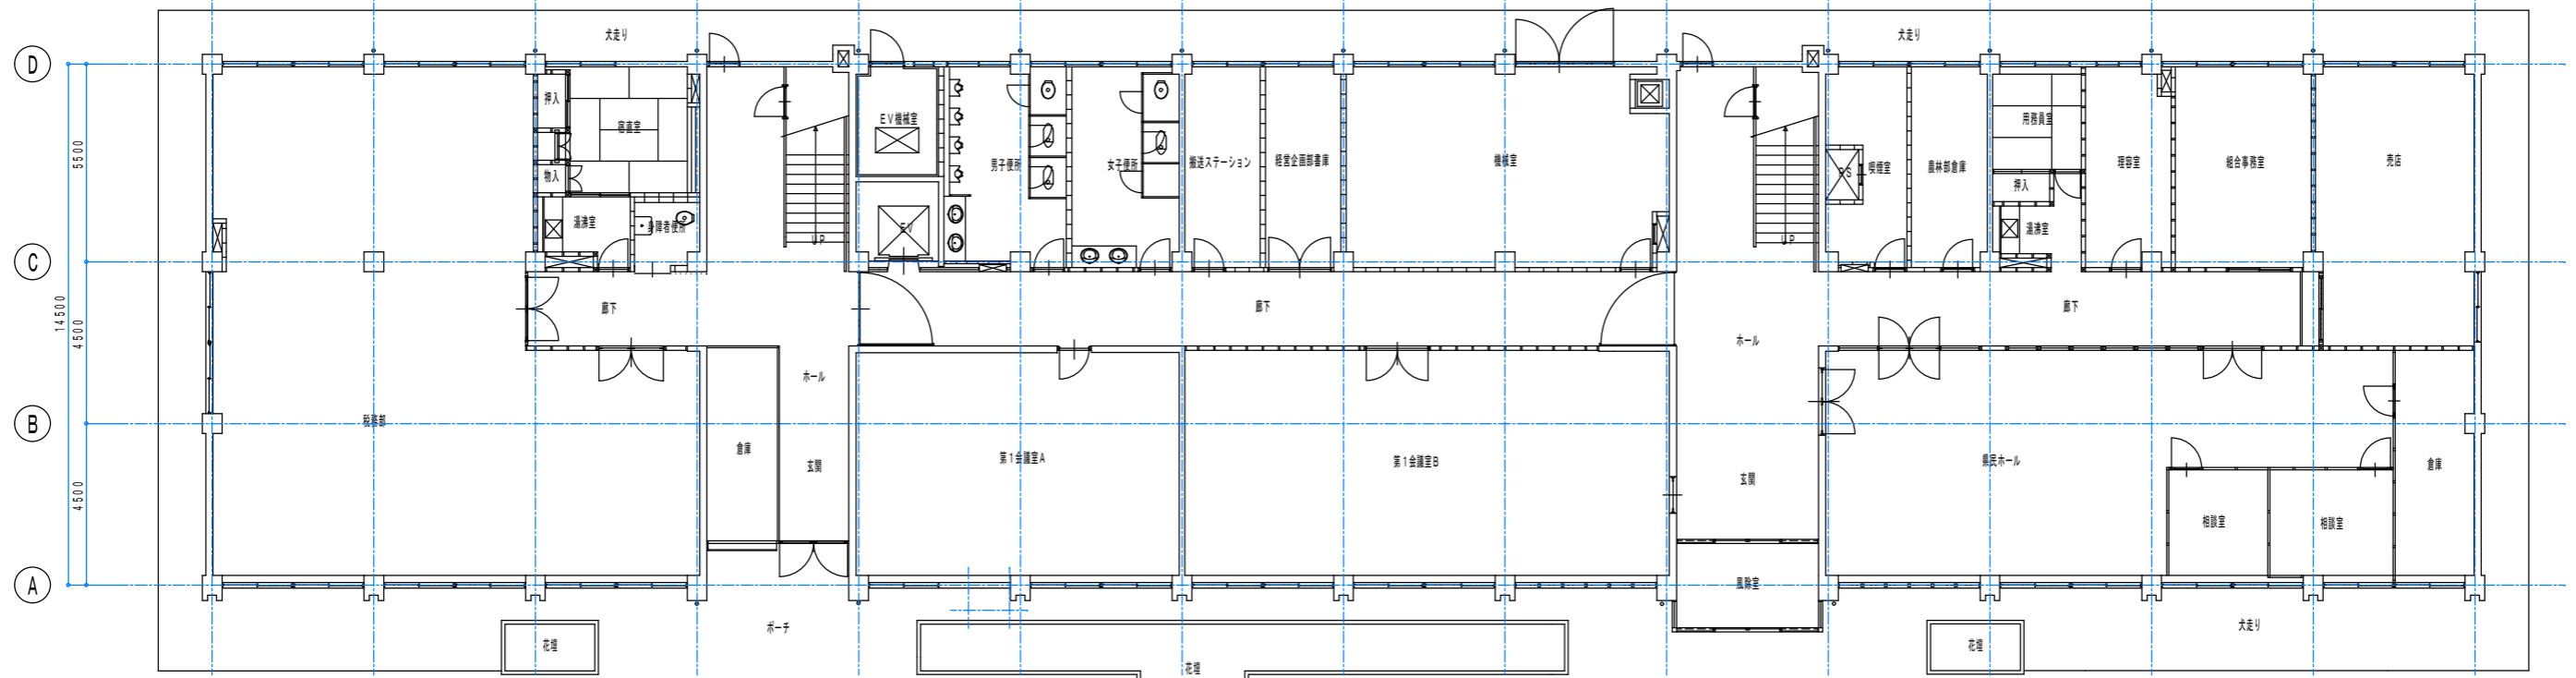 犬走り
犬走り
D
押入
宿直室
EV機械室
用務員室
5500
男子便所
女子便所
搬送ステーション
経営企画部書庫
機械室
PS
喫煙室
農林部倉庫
理容室
組合事務室
売店
物入
押入
湯沸室
身障者便所
EV
UP
UP
湯沸室
C
廊下
廊下
廊下
14500
4500
ホール
ホール
B
税務部
倉庫
玄関
第1会議室A
第1会議室B
玄関
県民ホール
倉庫
4500
相談室
相談室
A
風除室
ポーチ
犬走り
花壇
花壇
花壇